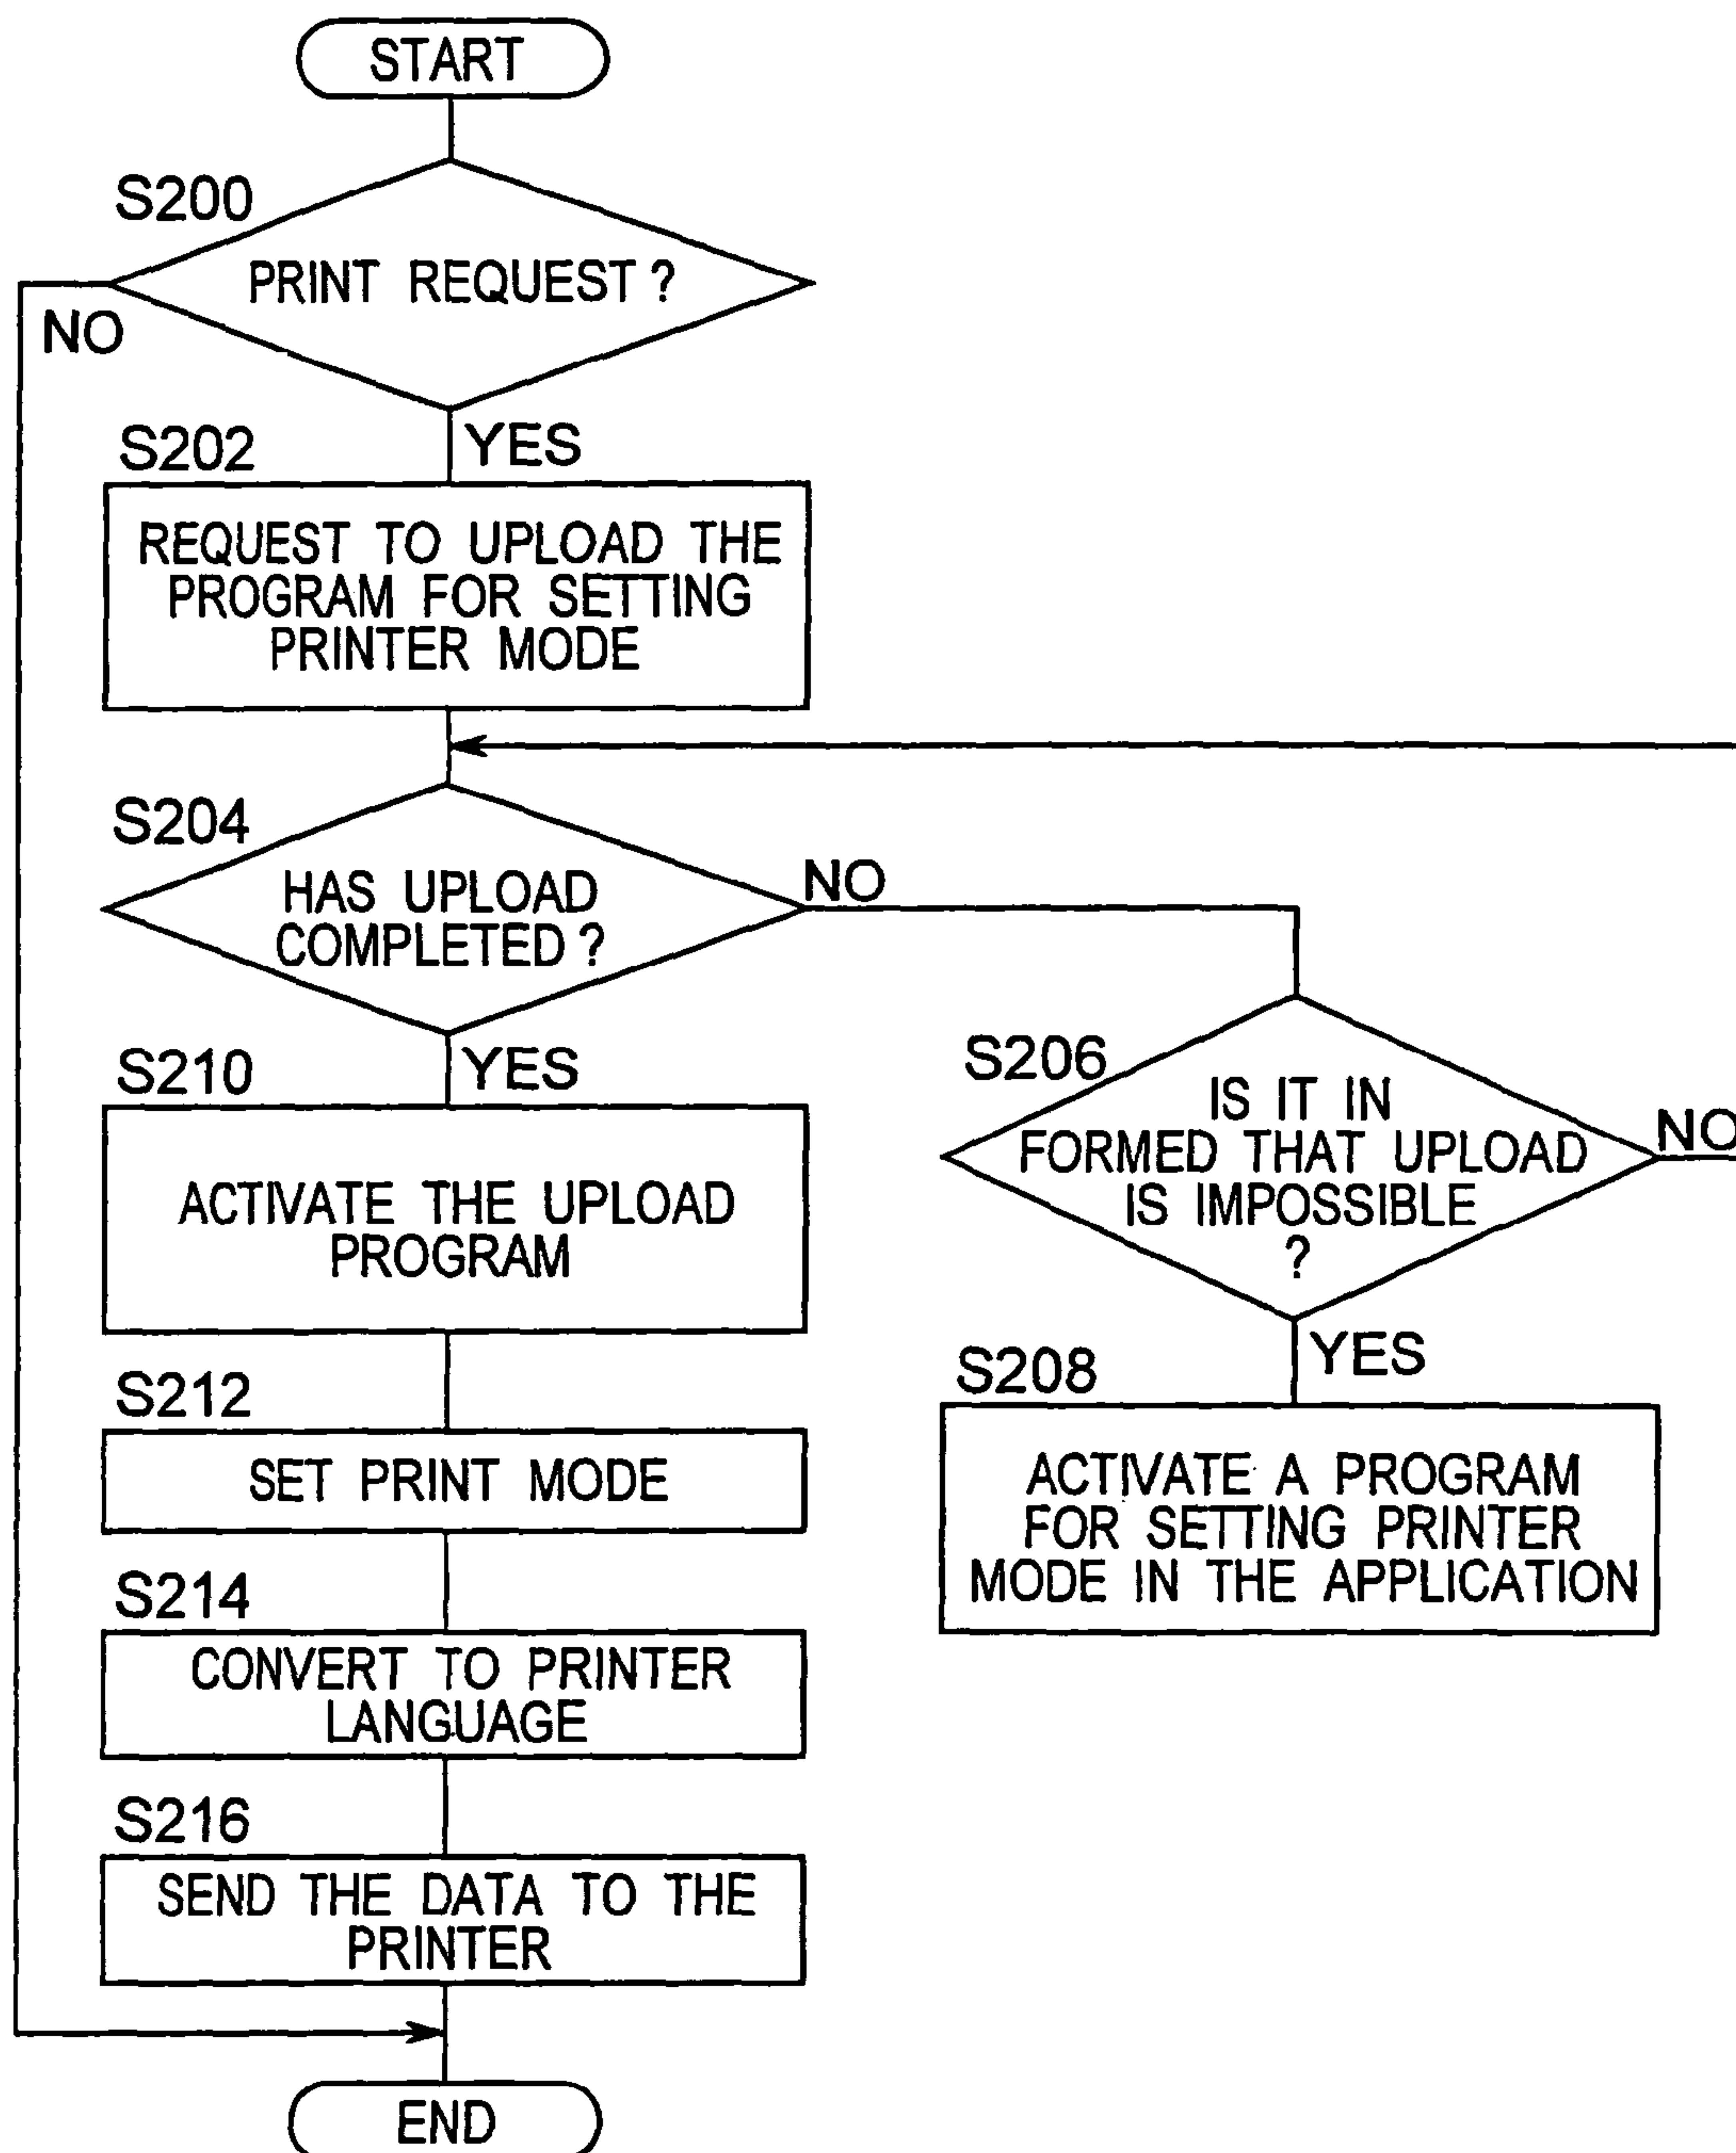 START
S200
PRINT REQUEST ?
NO
YES
S202
REQUEST TO UPLOAD THE
PROGRAM FOR SETTING
PRINTER MODE
S204
HAS UPLOAD
COMPLETED ?
NO
YES
S206
IS IT IN
FORMED THAT UPLOAD
IS IMPOSSIBLE
?
NO
YES
S208
ACTIVATE A PROGRAM
FOR SETTING PRINTER
MODE IN THE APPLICATION
S210
ACTIVATE THE UPLOAD
PROGRAM
S212
SET PRINT MODE
S214
CONVERT TO PRINTER
LANGUAGE
S216
SEND THE DATA TO THE
PRINTER
END